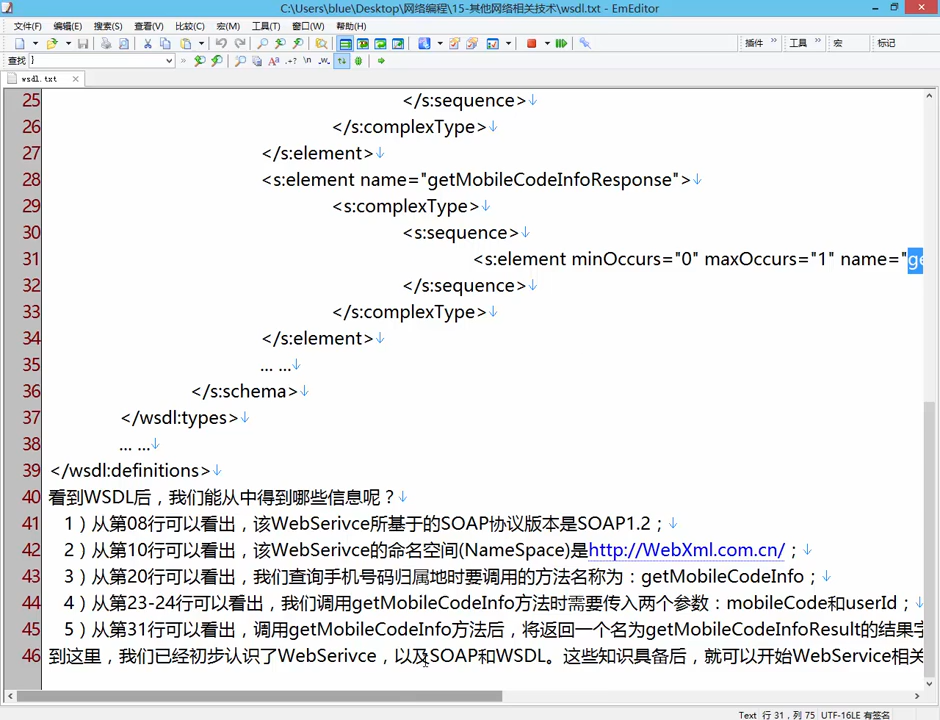 C:\Users\blue\Desktop\网络编程\15-其他网络相关技术\wsdl.txt - EmEditor
文件(F) 编辑(E) 搜索(S) 查看(V) 比较(C) 宏(M) 工具(T) 窗口(W) 帮助(H)
插件 » 工具 » 宏 标记
查找 ]
wsdl.txt
25 </s:sequence>↓
26 </s:complexType>↓
27 </s:element>↓
28 <s:element name="getMobileCodeInfoResponse">↓
29 <s:complexType>↓
30 <s:sequence>↓
31 <s:element minOccurs="0" maxOccurs="1" name="ge
32 </s:sequence>↓
33 </s:complexType>↓
34 </s:element>↓
35 ... ...↓
36 </s:schema>↓
37 </wsdl:types>↓
38 ... ...↓
39 </wsdl:definitions>↓
40 看到WSDL后，我们能从中得到哪些信息呢？↓
41 1）从第08行可以看出，该WebSerivce所基于的SOAP协议版本是SOAP1.2；↓
42 2）从第10行可以看出，该WebSerivce的命名空间(NameSpace)是http://WebXml.com.cn/；↓
43 3）从第20行可以看出，我们查询手机号码归属地时要调用的方法名称为：getMobileCodeInfo；↓
44 4）从第23-24行可以看出，我们调用getMobileCodeInfo方法时需要传入两个参数：mobileCode和userId；↓
45 5）从第31行可以看出，调用getMobileCodeInfo方法后，将返回一个名为getMobileCodeInfoResult的结果字
46 到这里，我们已经初步认识了WebSerivce，以及SOAP和WSDL。这些知识具备后，就可以开始WebService相关
Text 行 31，列 75 UTF-16LE 有签名